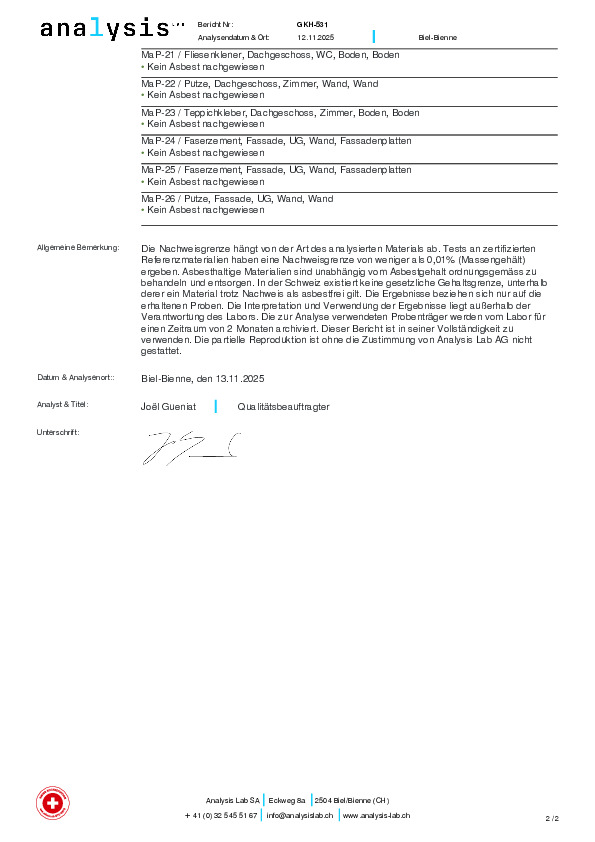 analysis
Bericht Nr: GKH-531
Analysendatum & Ort: 12.11.2025 Biel-Bienne
MaP-21 / Fliesenklener, Dachgeschoss, WC, Boden, Boden
• Kein Asbest nachgewiesen
MaP-22 / Putze, Dachgeschoss, Zimmer, Wand, Wand
• Kein Asbest nachgewiesen
MaP-23 / Teppichkleber, Dachgeschoss, Zimmer, Boden, Boden
• Kein Asbest nachgewiesen
MaP-24 / Faserzement, Fassade, UG, Wand, Fassadenplatten
• Kein Asbest nachgewiesen
MaP-25 / Faserzement, Fassade, UG, Wand, Fassadenplatten
• Kein Asbest nachgewiesen
MaP-26 / Putze, Fassade, UG, Wand, Wand
• Kein Asbest nachgewiesen
Allgemeine Bemerkung:
Die Nachweisgrenze hängt von der Art des analysierten Materials ab. Tests an zertifizierten
Referenzmaterialien haben eine Nachweisgrenze von weniger als 0,01% (Massengehält)
ergeben. Asbesthaltige Materialien sind unabhängig vom Asbestgehalt ordnungsgemäss zu
behandeln und entsorgen. In der Schweiz existiert keine gesetzliche Gehaltsgrenze, unterhalb
derer ein Material trotz Nachweis als asbestfrei gilt. Die Ergebnisse beziehen sich nur auf die
erhaltenen Proben. Die Interpretation und Verwendung der Ergebnisse liegt außerhalb der
Verantwortung des Labors. Die zur Analyse verwendeten Probenträger werden vom Labor für
einen Zeitraum von 2 Monaten archiviert. Dieser Bericht ist in seiner Vollständigkeit zu
verwenden. Die partielle Reproduktion ist ohne die Zustimmung von Analysis Lab AG nicht
gestattet.
Datum & Analysenort:: Biel-Bienne, den 13.11.2025
Analyst & Titel: Joël Gueniat Qualitätsbeauftragter
Unterschrift:
Analysis Lab SA Eckweg 8a 2504 Biel/Bienne (CH)
+ 41 (0) 32 545 51 67 info@analysislab.ch www.analysis-lab.ch
2 / 2